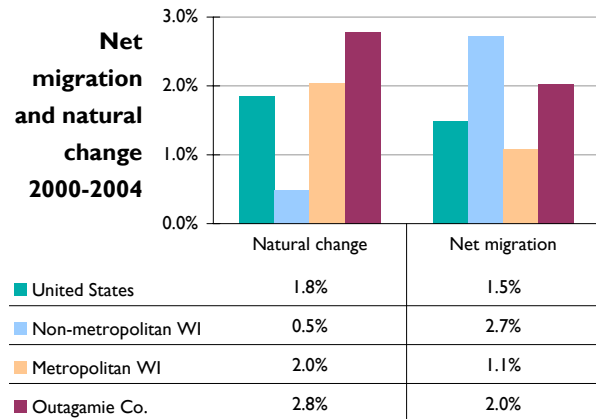 Net
migration
and natural
change
2000-2004
3.0%
2.0%
1.0%
0.0%
Natural change Net migration
United States 1.8% 1.5%
Non-metropolitan WI 0.5% 2.7%
Metropolitan WI 2.0% 1.1%
Outagamie Co. 2.8% 2.0%